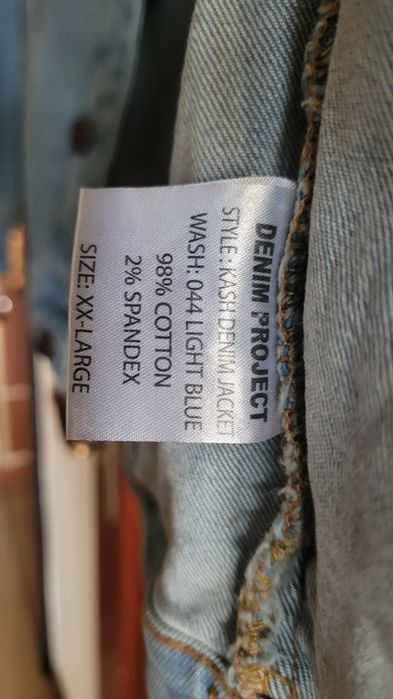 DENIM PROJECT
STYLE : KASH DENIM JACKET
WASH: 044 LIGHT BLUE
98% COTTON
2% SPANDEX
SIZE: XX-LARGE